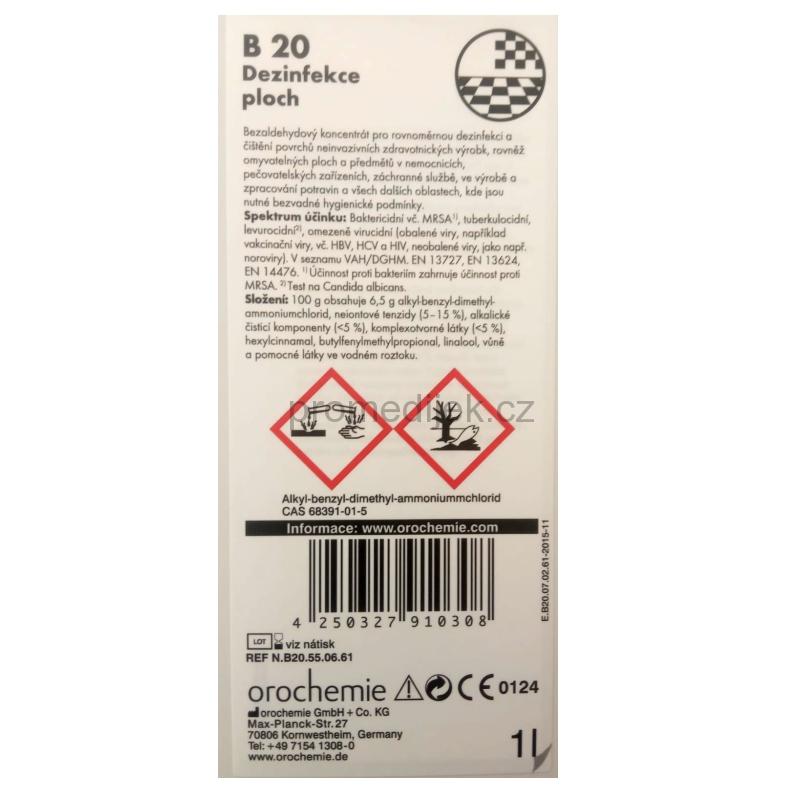 B 20
Dezinfekce
ploch
Bezaldehydový koncentrát pro rovnoměrnou dezinfekci a
čištění povrchů neinvazivních zdravotnických výrobk, rovněž
omyvatelných ploch a předmětů v nemocnicích,
pečovatelských zařízeních, záchranné službě, ve výrobě a
zpracování potravin a všech dalších oblastech, kde jsou
nutné bezvadné hygienické podmínky.
Spektrum účinku: Baktericidní vč. MRSA¹⁾, tuberkulocidní,
levurocidní²⁾, omezeně virucidní (obalené viry, například
vakcinační viry, vč. HBV, HCV a HIV, neobalené viry, jako např.
noroviry). V seznamu VAH/DGHM. EN 13727, EN 13624,
EN 14476. ¹⁾ Účinnost proti bakteriím zahrnuje účinnost proti
MRSA. ²⁾ Test na Candida albicans.
Složení: 100 g obsahuje 6,5 g alkyl-benzyl-dimethyl-
ammoniumchlorid, neiontové tenzidy (5–15 %), alkalické
čisticí komponenty (<5 %), komplexotvorné látky (<5 %),
hexylcinnamal, butylfenylmethylpropional, linalool, vůně
a pomocné látky ve vodném roztoku.
promedijek.cz
Alkyl-benzyl-dimethyl-ammoniummchlorid
CAS 68391-01-5
Informace: www.orochemie.com
4 250327 910308
E.B20.07.02.61-2015-11
LOT viz nátisk
REF N.B20.55.06.61
orochemie CE 0124
orochemie GmbH + Co. KG
Max-Planck-Str. 27
70806 Kornwestheim, Germany
Tel: +49 7154 1308-0
www.orochemie.de
1l